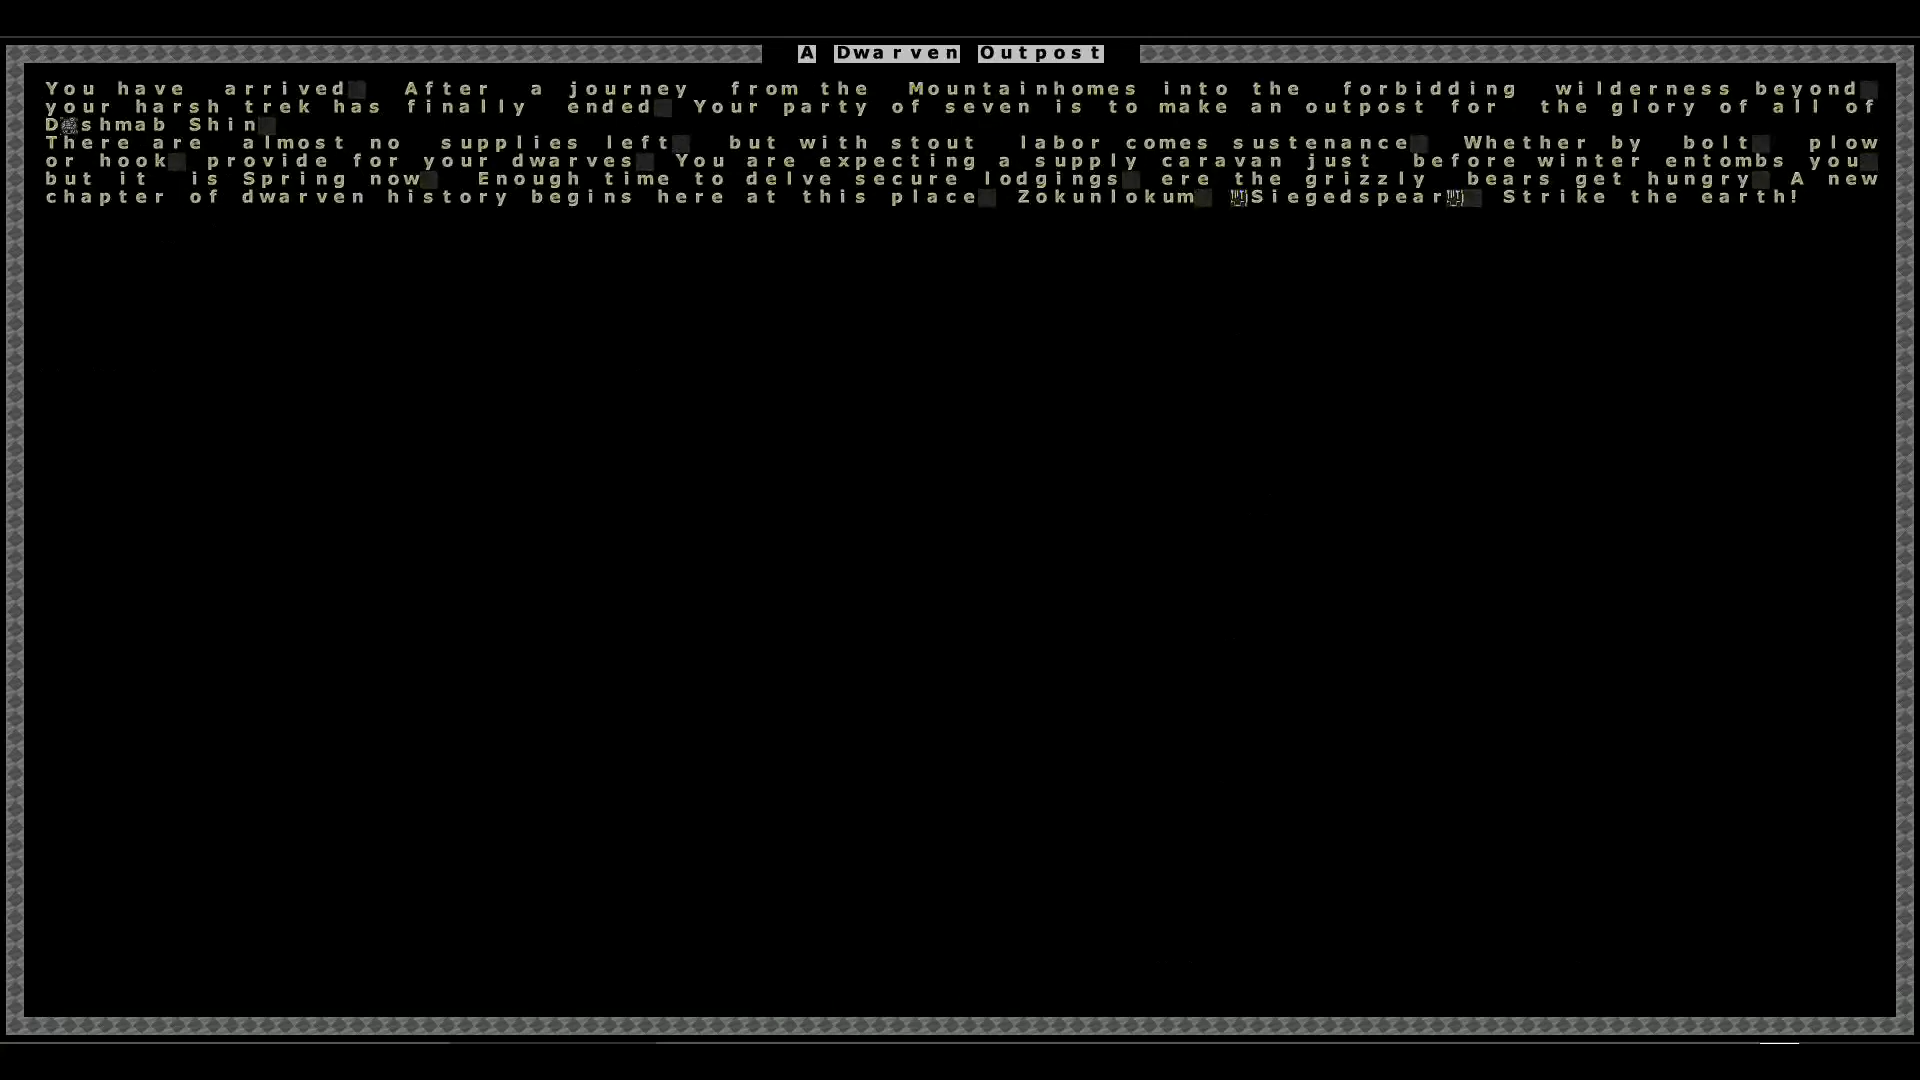 A Dwarven Outpost
You have arrived After a journey from the Mountainhomes into the forbidding wilderness beyond
your harsh trek has finally ended Your party of seven is to make an outpost for the glory of all of
Shin
There are almost no supplies left but with stout labor comes sustenance Whether by bolt plow
or hook provide for your dwarves You are expecting a supply caravan just before winter entombs you
but it is Spring now Enough time to delve secure lodgings ere the grizzly bears get hungry A new
chapter of dwarven history begins here at this place Zokunlokum Siegedspear Strike the earth!